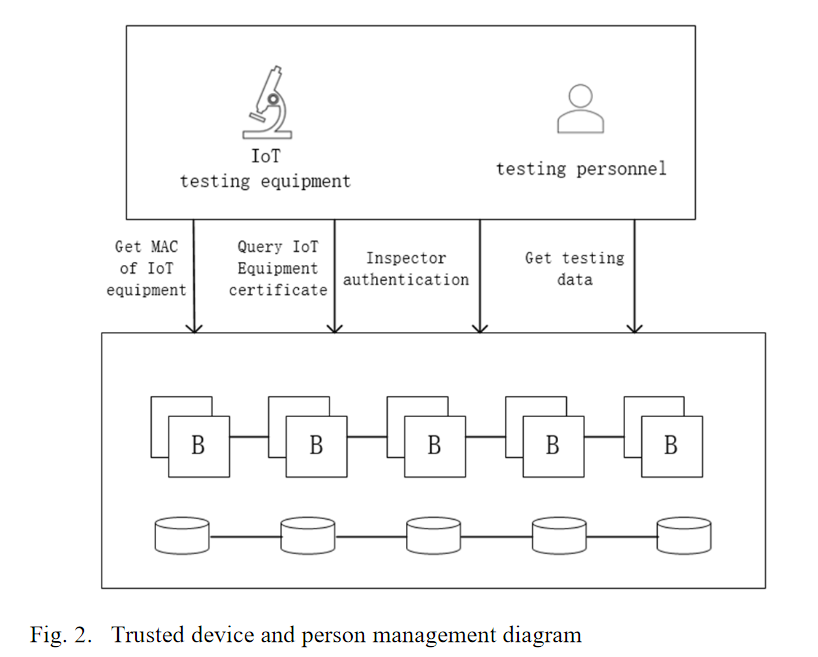 IoT
testing equipment
testing personnel
Get MAC
of IoT
equipment
Query IoT
Equipment
certificate
Inspector
authentication
Get testing
data
B
B
B
B
B
Fig. 2. Trusted device and person management diagram